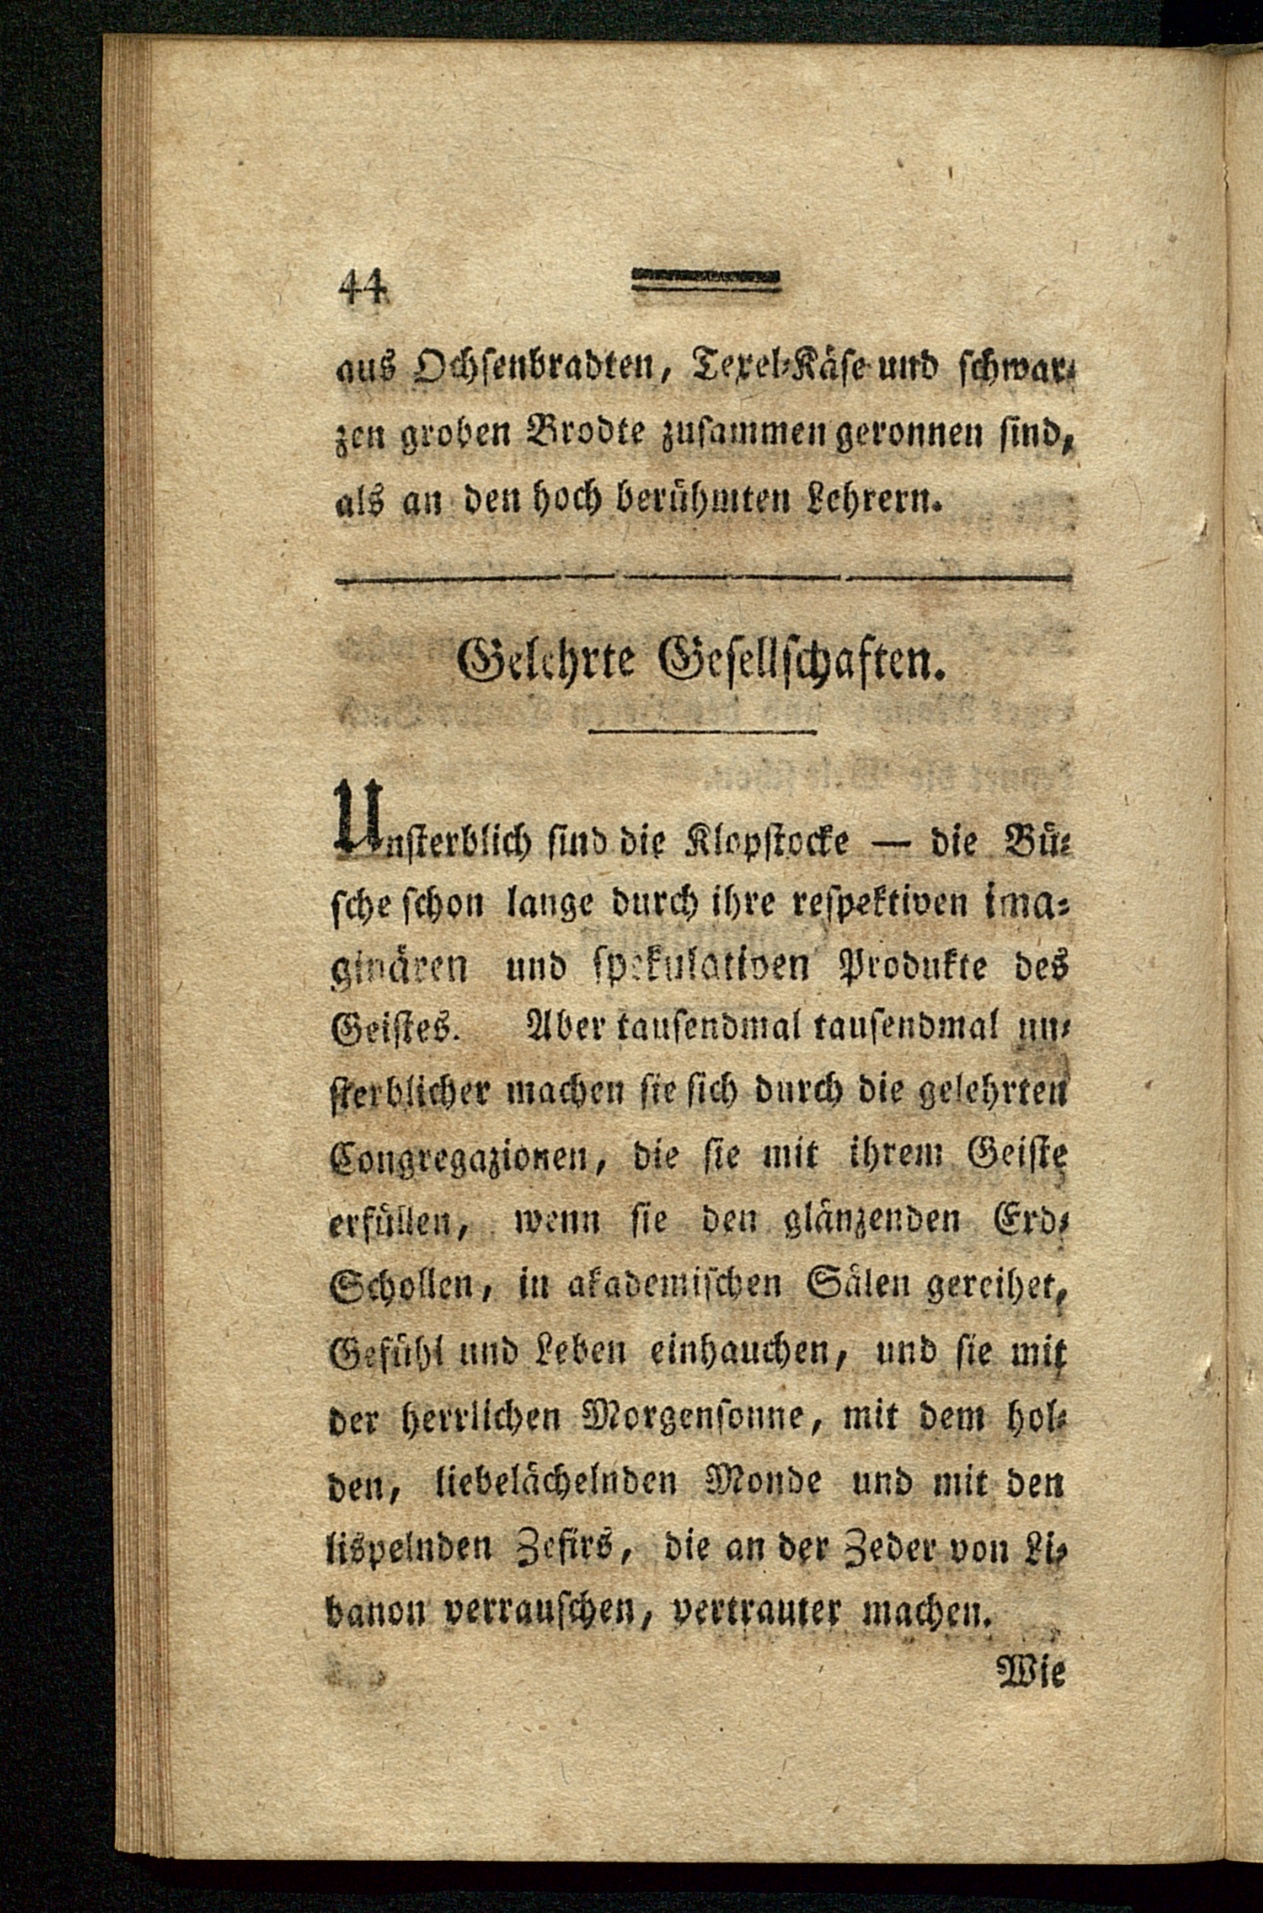 44
aus Ochsenbradten, Texel-Käse und schwar-
zen groben Brodte zusammen geronnen sind,
als an den hoch berühmten Lehrern.
Gelehrte Gesellschaften.
Unsterblich sind die Klopstocke — die Bü-
sche schon lange durch ihre respektiven ima-
ginären und spekulativen Produkte des
Geistes. Aber tausendmal tausendmal un-
sterblicher machen sie sich durch die gelehrten
Congregazionen, die sie mit ihrem Geiste
erfüllen, wenn sie den glänzenden Erd-
Schollen, in akademischen Sälen gereihet,
Gefühl und Leben einhauchen, und sie mit
der herrlichen Morgensonne, mit dem hol-
den, liebelächelnden Monde und mit den
lispelnden Zefirs, die an der Zeder von Li-
banon verrauschen, vertrauter machen.
Wie